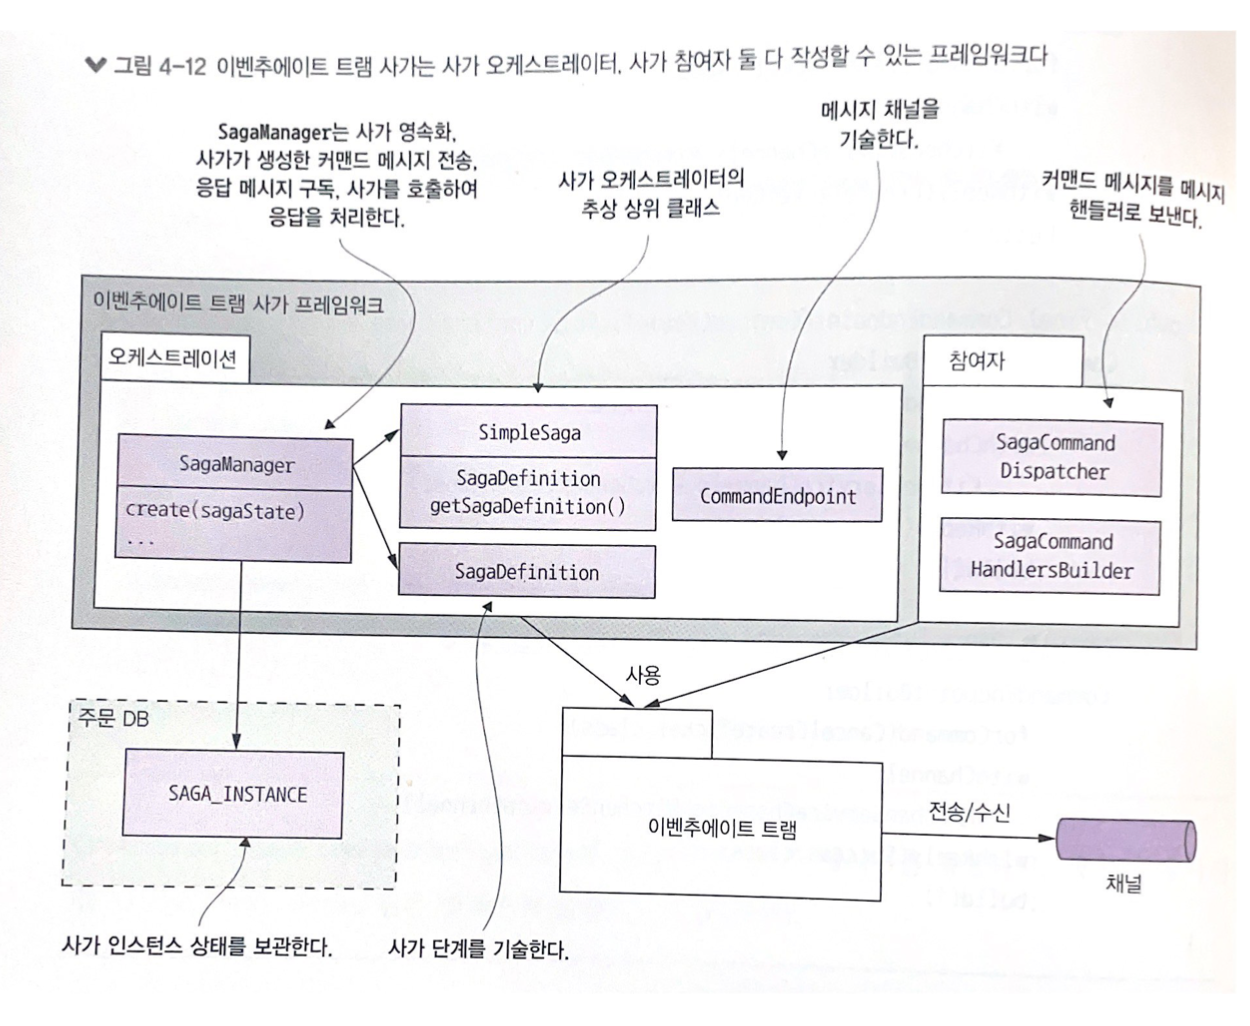 그림 4-12 이벤추에이트 트램 사가는 사가 오케스트레이터, 사가 참여자 둘 다 작성할 수 있는 프레임워크다
SagaManager는 사가 영속화,
사가가 생성한 커맨드 메시지 전송,
응답 메시지 구독, 사가를 호출하여
응답을 처리한다.
사가 오케스트레이터의
추상 상위 클래스
메시지 채널을
기술한다.
커맨드 메시지를 메시지
핸들러로 보낸다.
이벤추에이트 트램 사가 프레임워크
오케스트레이션
SagaManager
create(sagaState)
...
SimpleSaga
SagaDefinition
getSagaDefinition()
SagaDefinition
CommandEndpoint
참여자
SagaCommand
Dispatcher
SagaCommand
HandlersBuilder
사용
주문 DB
SAGA_INSTANCE
이벤추에이트 트램
전송/수신
채널
사가 인스턴스 상태를 보관한다.
사가 단계를 기술한다.